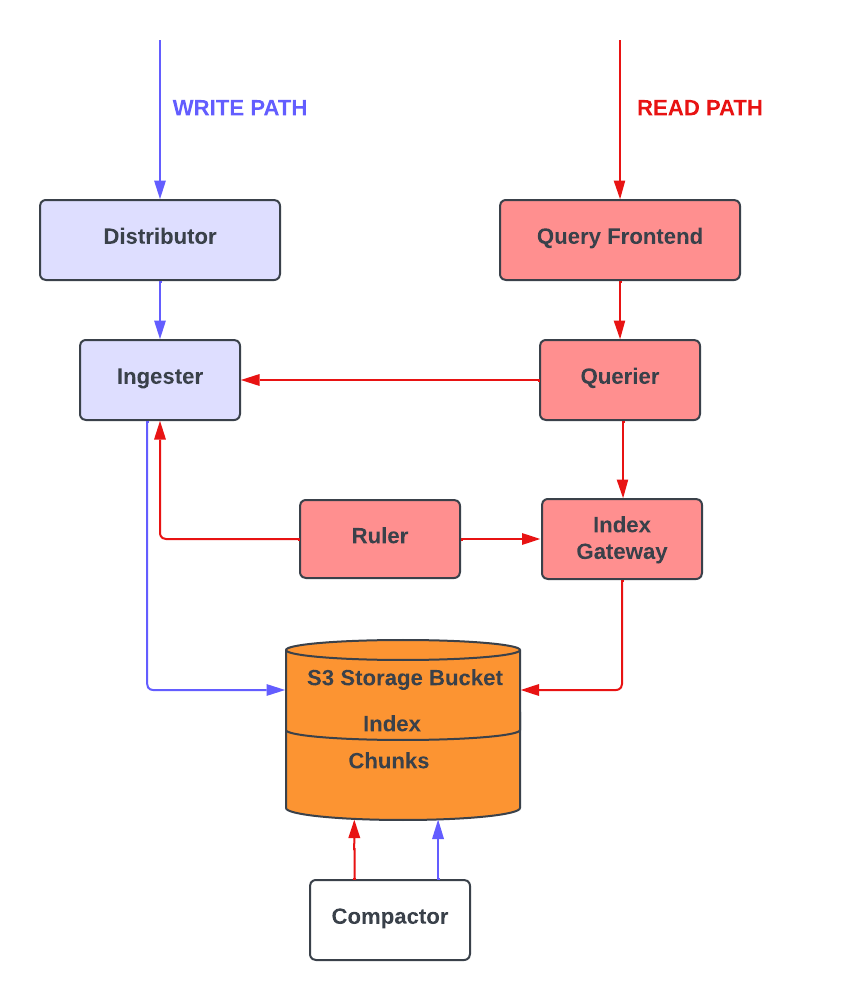 WRITE PATH
READ PATH
Distributor
Query Frontend
Ingester
Querier
Ruler
Index
Gateway
S3 Storage Bucket
Index
Chunks
Compactor